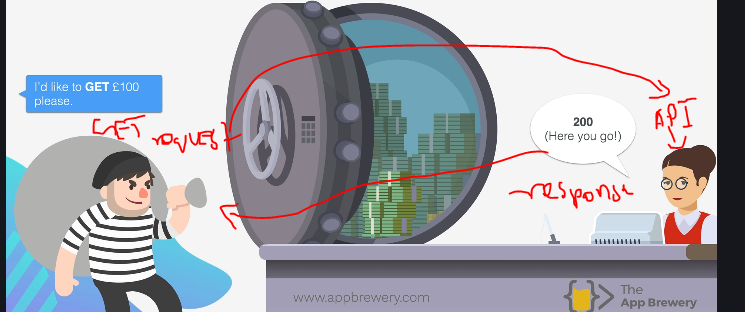 I'd like to GET £100
please.
GET request
API
200
(Here you go!)
response
www.appbrewery.com
The
App Brewery